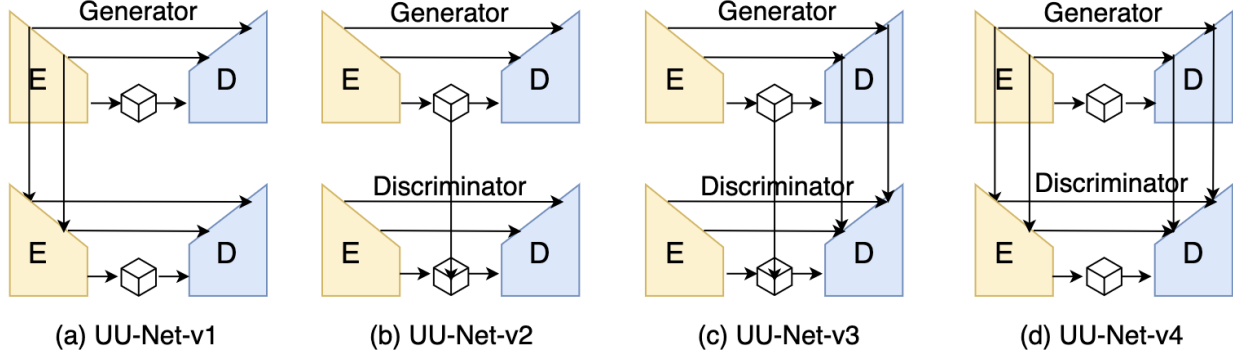 Generator Generator Generator Generator
E D E D E D E D
Discriminator Discriminator Discriminator
E D E D E D E D
(a) UU-Net-v1 (b) UU-Net-v2 (c) UU-Net-v3 (d) UU-Net-v4